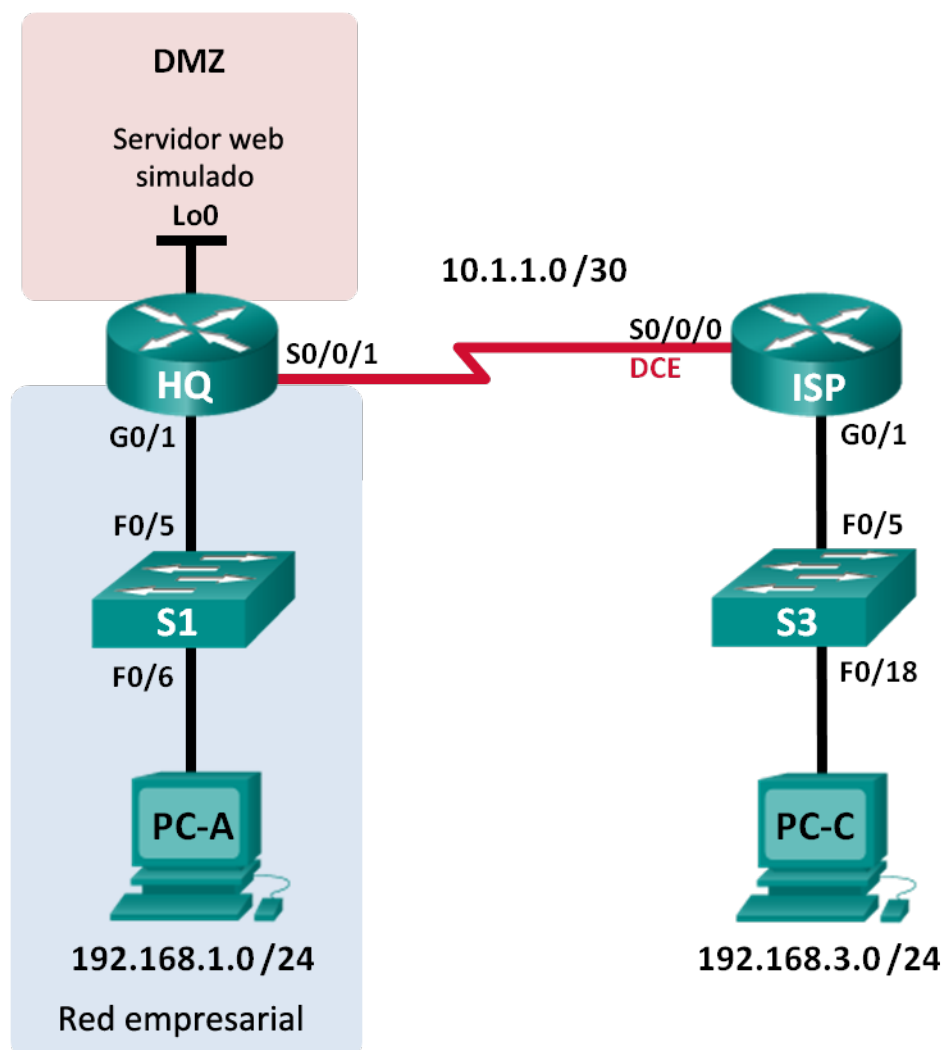 DMZ
Servidor web
simulado
Lo0
10.1.1.0 /30
S0/0/1
S0/0/0
DCE
HQ
ISP
G0/1
G0/1
F0/5
F0/5
S1
S3
F0/6
F0/18
PC-A
PC-C
192.168.1.0 /24
192.168.3.0 /24
Red empresarial